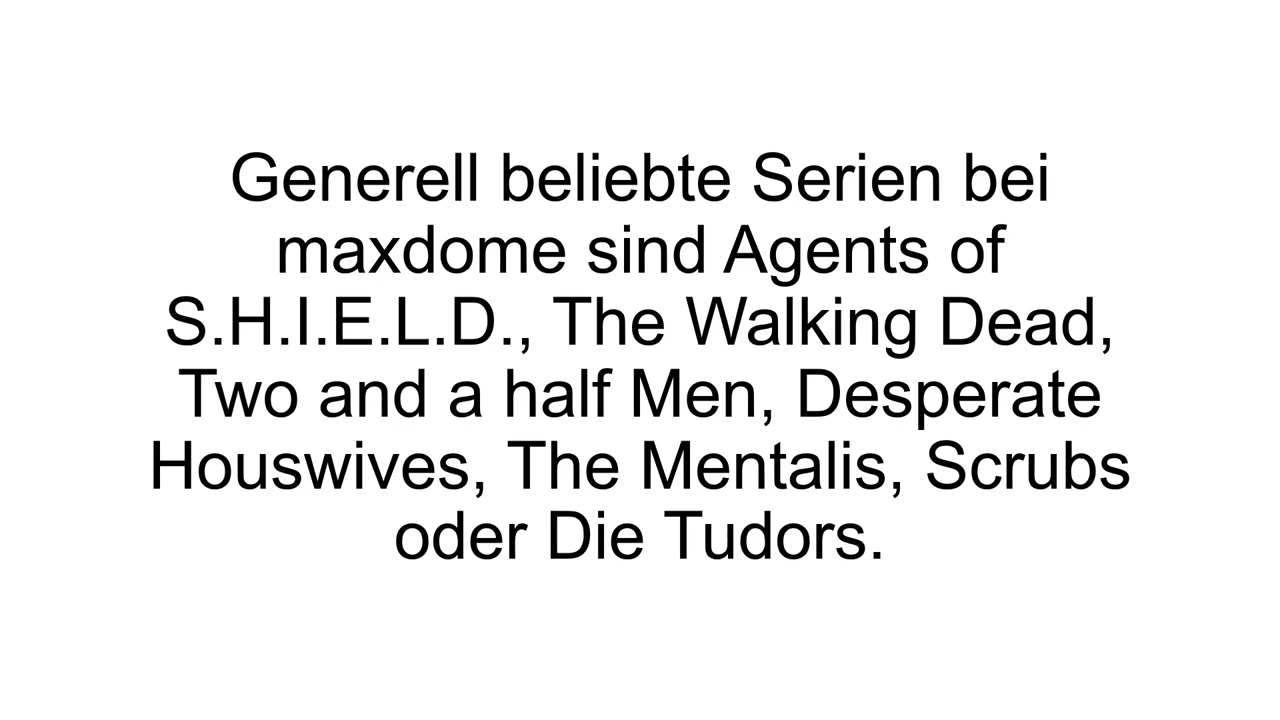 Generell beliebte Serien bei
maxdome sind Agents of
S.H.I.E.L.D., The Walking Dead,
Two and a half Men, Desperate
Houswives, The Mentalis, Scrubs
oder Die Tudors.